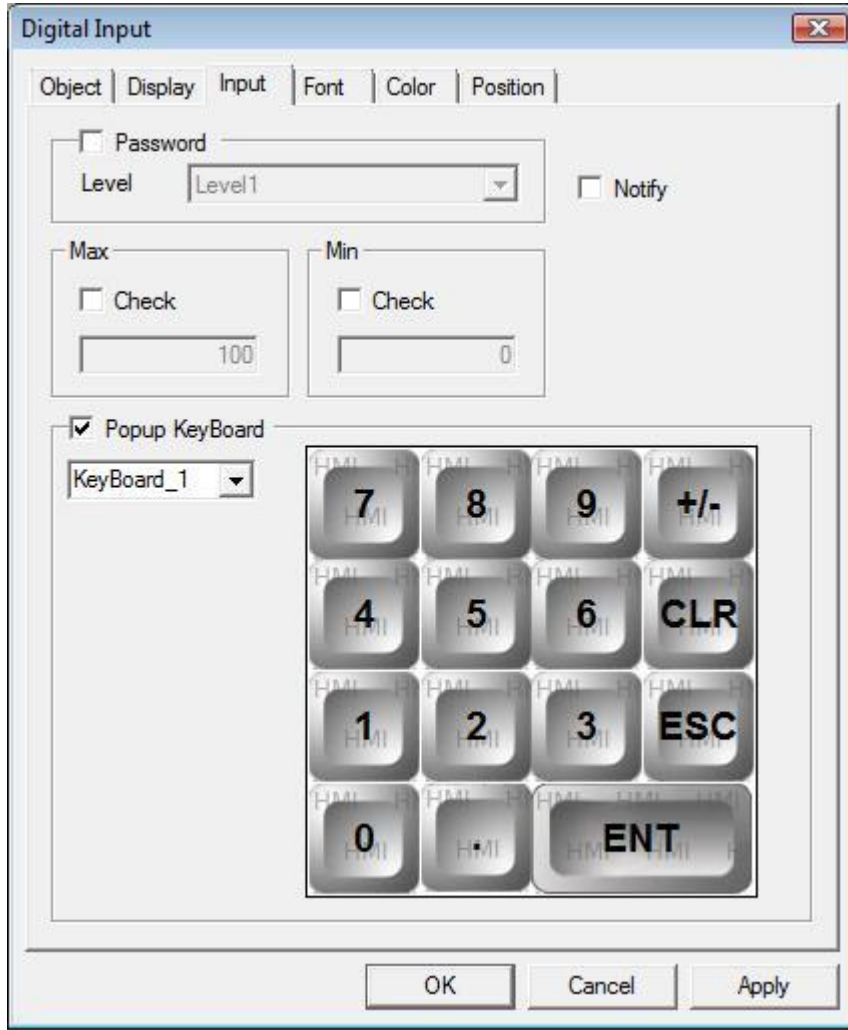 Digital Input
Object Display Input Font Color Position
Password
Level Level1
Notify
Max Min
Check Check
100 0
Popup KeyBoard
KeyBoard_1
7 8 9 +/-
4 5 6 CLR
1 2 3 ESC
0 . ENT
OK Cancel Apply